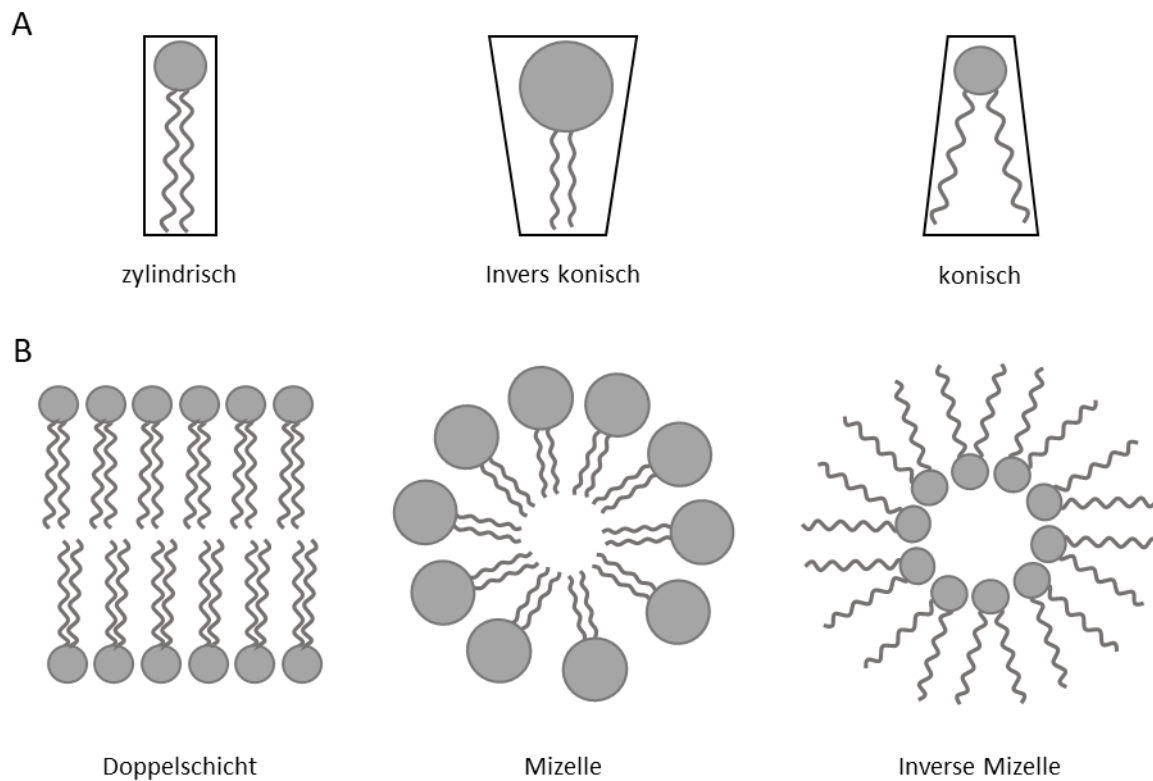 A
zylindrisch
Invers konisch
konisch
B
Doppelschicht
Mizelle
Inverse Mizelle